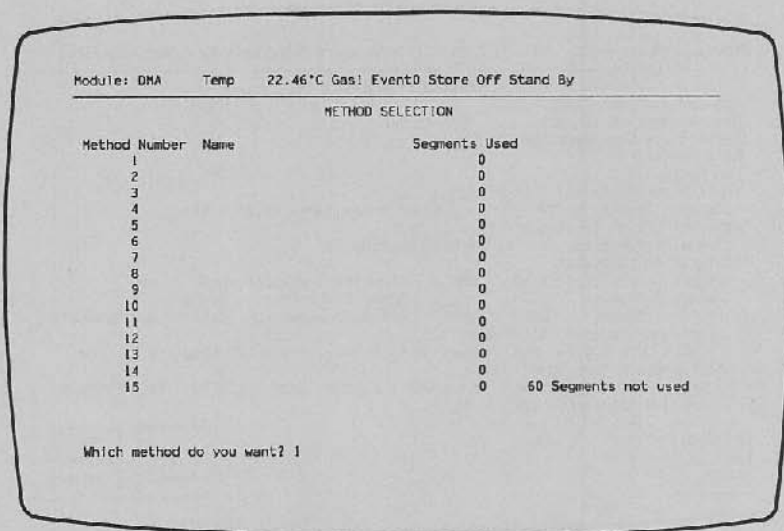 Module: DMA Temp 22.46°C Gas1 Event0 Store Off Stand By
METHOD SELECTION
Method Number Name Segments Used
1 0
2 0
3 0
4 0
5 0
6 0
7 0
8 0
9 0
10 0
11 0
12 0
13 0
14 0
15 0 60 Segments not used
Which method do you want? 1